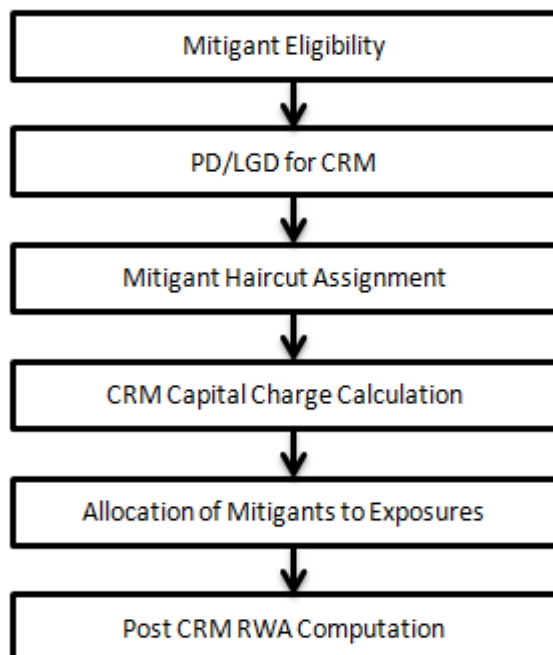 Mitigant Eligibility
PD/LGD for CRM
Mitigant Haircut Assignment
CRM Capital Charge Calculation
Allocation of Mitigants to Exposures
Post CRM RWA Computation